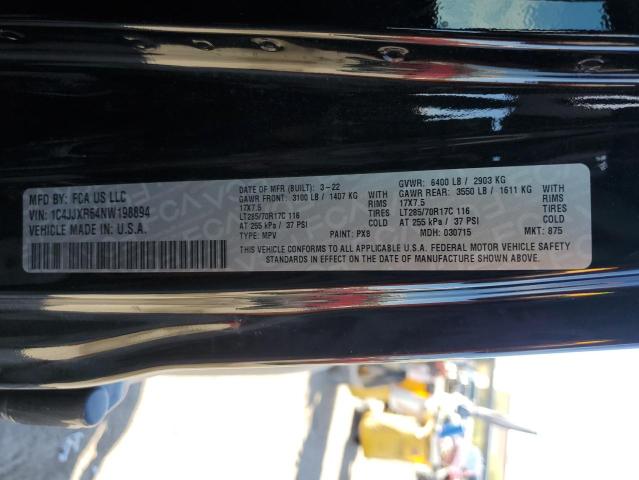 MFD BY: FCA US LLC
VIN: 1C4JJXR64NW198894
VEHICLE MADE IN: U.S.A.
DATE OF MFR (BUILT): 3-22
GAWR FRONT: 3100 LB / 1407 KG
17X7.5 RIMS
LT285/70R17C 116 TIRES
AT 255 kPa / 37 PSI COLD
TYPE: MPV PAINT: PX8
GVWR: 6400 LB / 2903 KG
GAWR REAR: 3550 LB / 1611 KG
17X7.5 RIMS
LT285/70R17C 116 TIRES
AT 255 kPa / 37 PSI COLD
MDH: 030715 MKT: 875
THIS VEHICLE CONFORMS TO ALL APPLICABLE U.S.A. FEDERAL MOTOR VEHICLE SAFETY
STANDARDS IN EFFECT ON THE DATE OF MANUFACTURE SHOWN ABOVE.